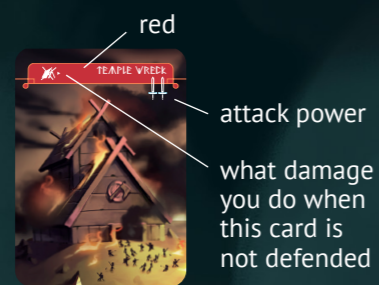 red
TEMPLE WRECK
attack power
what damage
you do when
this card is
not defended